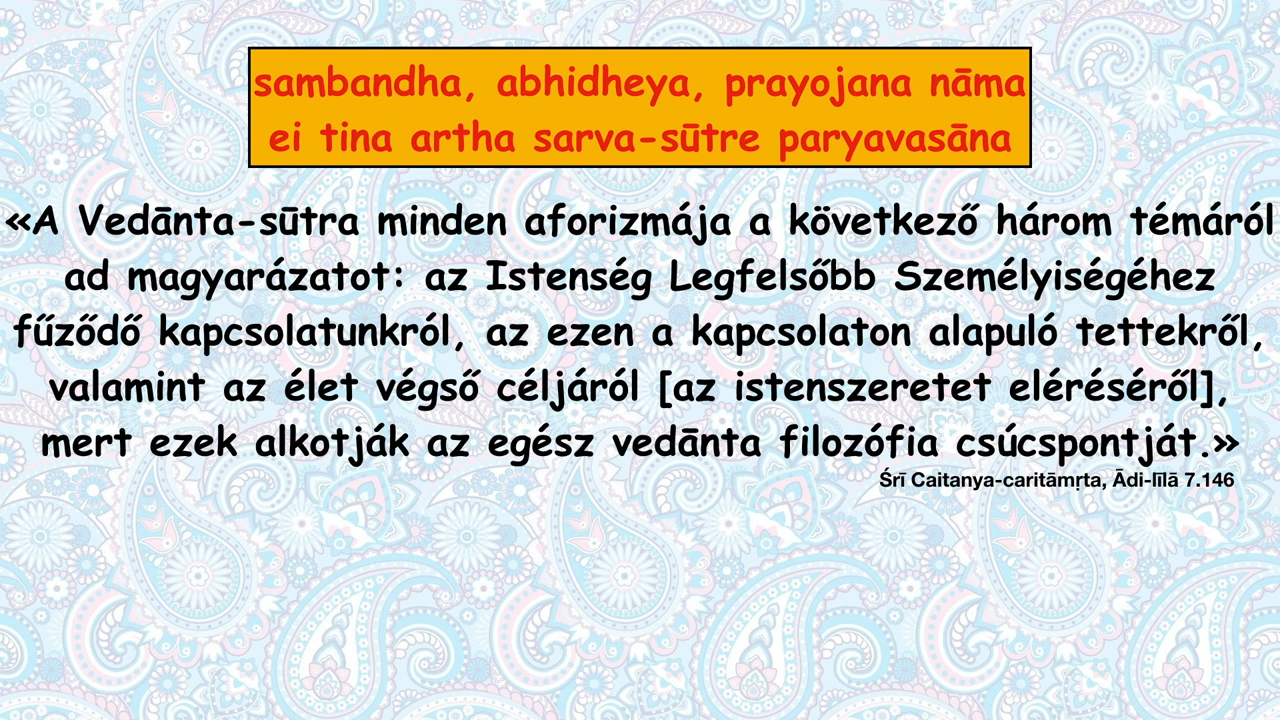 sambandha, abhidheya, prayojana nāma
ei tina artha sarva-sūtre paryavasāna
«A Vedānta-sūtra minden aforizmája a következő három témáról
ad magyarázatot: az Istenség Legfelsőbb Személyiségéhez
fűződő kapcsolatunkról, az ezen a kapcsolaton alapuló tettekről,
valamint az élet végső céljáról [az istenszeretet eléréséről],
mert ezek alkotják az egész vedānta filozófia csúcspontját.»
Śrī Caitanya-caritāmṛta, Ādi-līlā 7.146